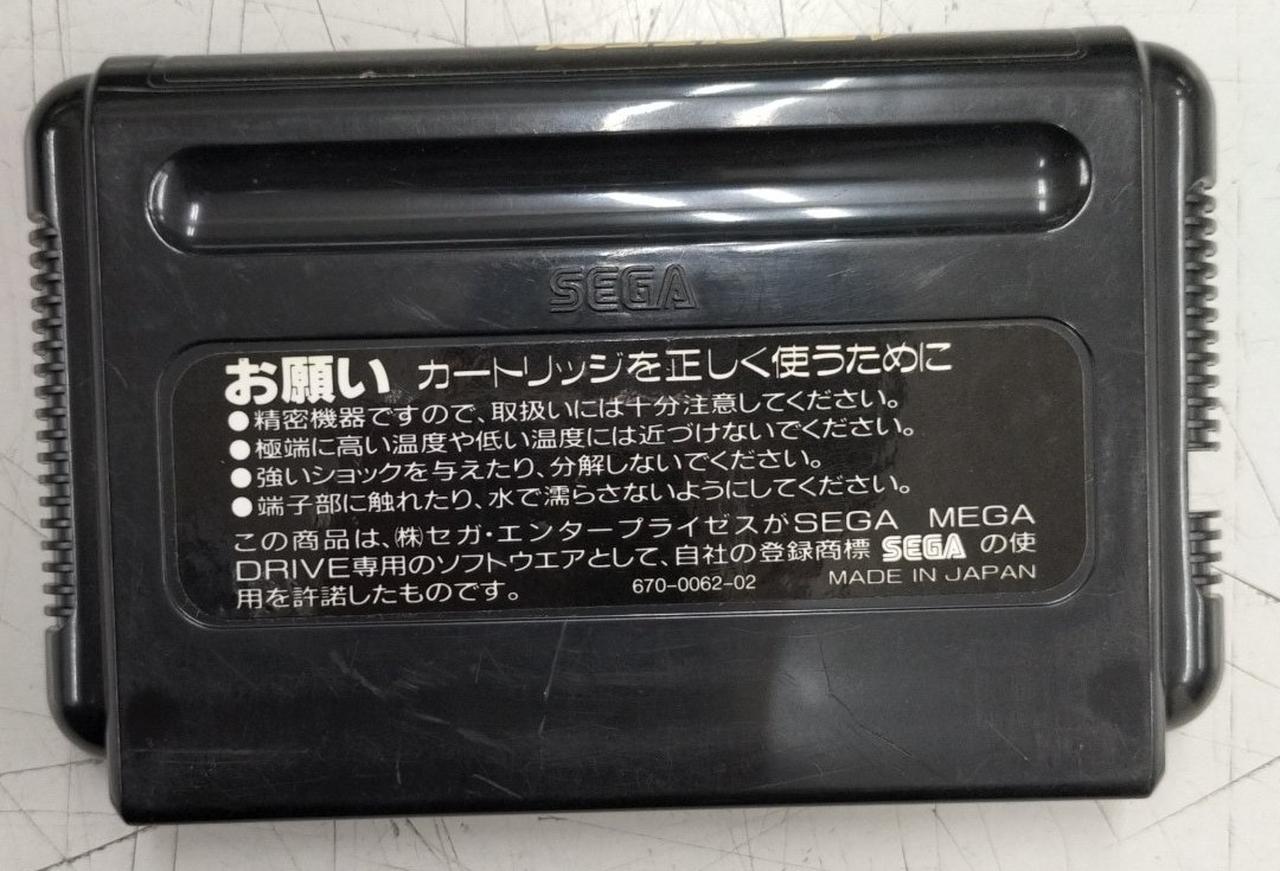 SEGA
お願い カートリッジを正しく使うために
●精密機器ですので、取扱いには十分注意してください。
●極端に高い温度や低い温度には近づけないでください。
●強いショックを与えたり、分解しないでください。
●端子部に触れたり、水で濡らさないようにしてください。
この商品は、㈱セガ・エンタープライゼスがSEGA MEGA
DRIVE専用のソフトウエアとして、自社の登録商標 SEGA の使
用を許諾したものです。 670-0062-02 MADE IN JAPAN